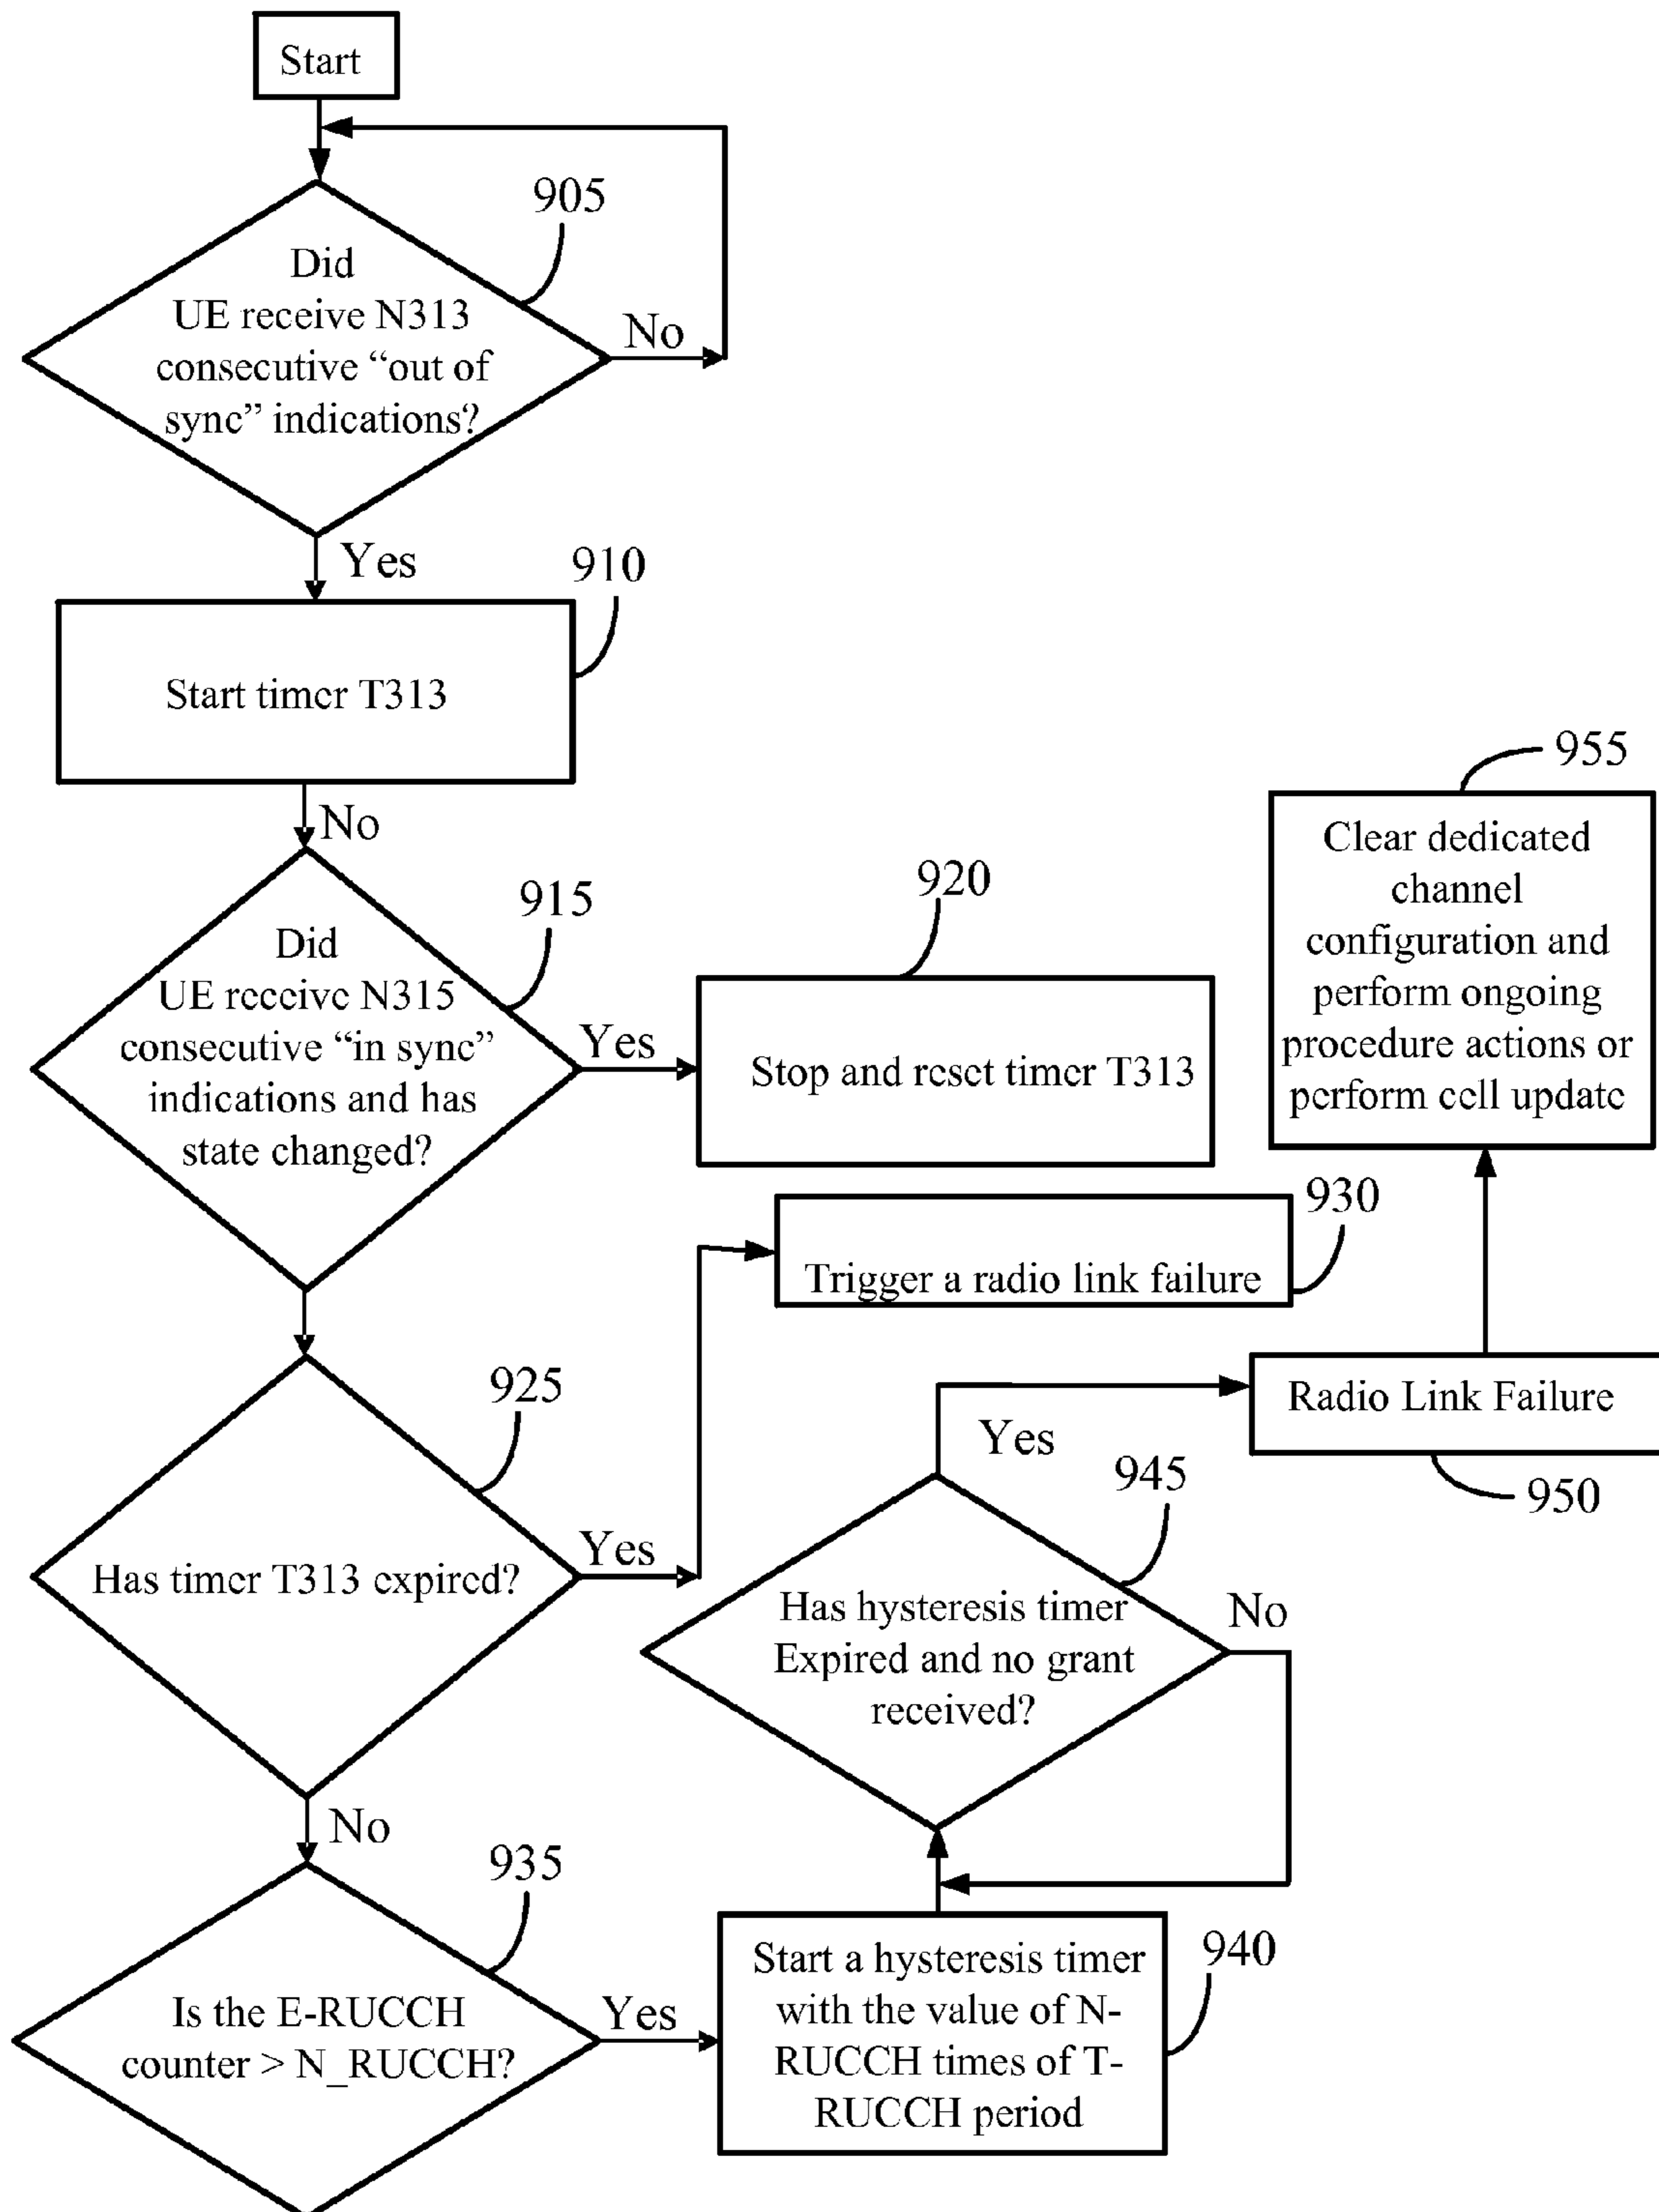 Start
905
Did
UE receive N313
consecutive “out of
sync” indications?
No
Yes
910
Start timer T313
No
915
Did
UE receive N315
consecutive “in sync”
indications and has
state changed?
Yes
920
Stop and reset timer T313
955
Clear dedicated
channel
configuration and
perform ongoing
procedure actions or
perform cell update
930
Trigger a radio link failure
925
Has timer T313 expired?
Yes
Radio Link Failure
950
Yes
945
Has hysteresis timer
Expired and no grant
received?
No
No
935
Is the E-RUCCH
counter > N_RUCCH?
Yes
940
Start a hysteresis timer
with the value of N-
RUCCH times of T-
RUCCH period